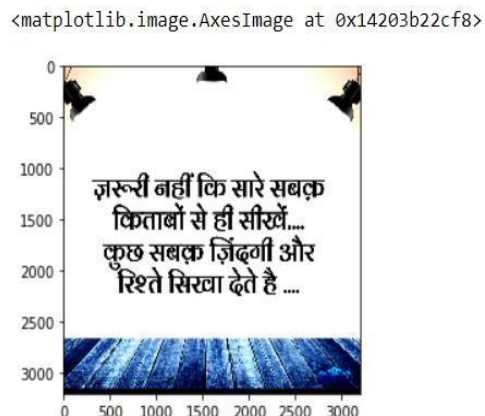 <matplotlib.image.AxesImage at 0x14203b22cf8>
0
500
1000
1500
2000
2500
3000
ज़रूरी नहीं कि सारे सबक़
किताबों से ही सीखें....
कुछ सबक़ ज़िंदगी और
रिश्ते सिखा देते है ....
0 500 1000 1500 2000 2500 3000